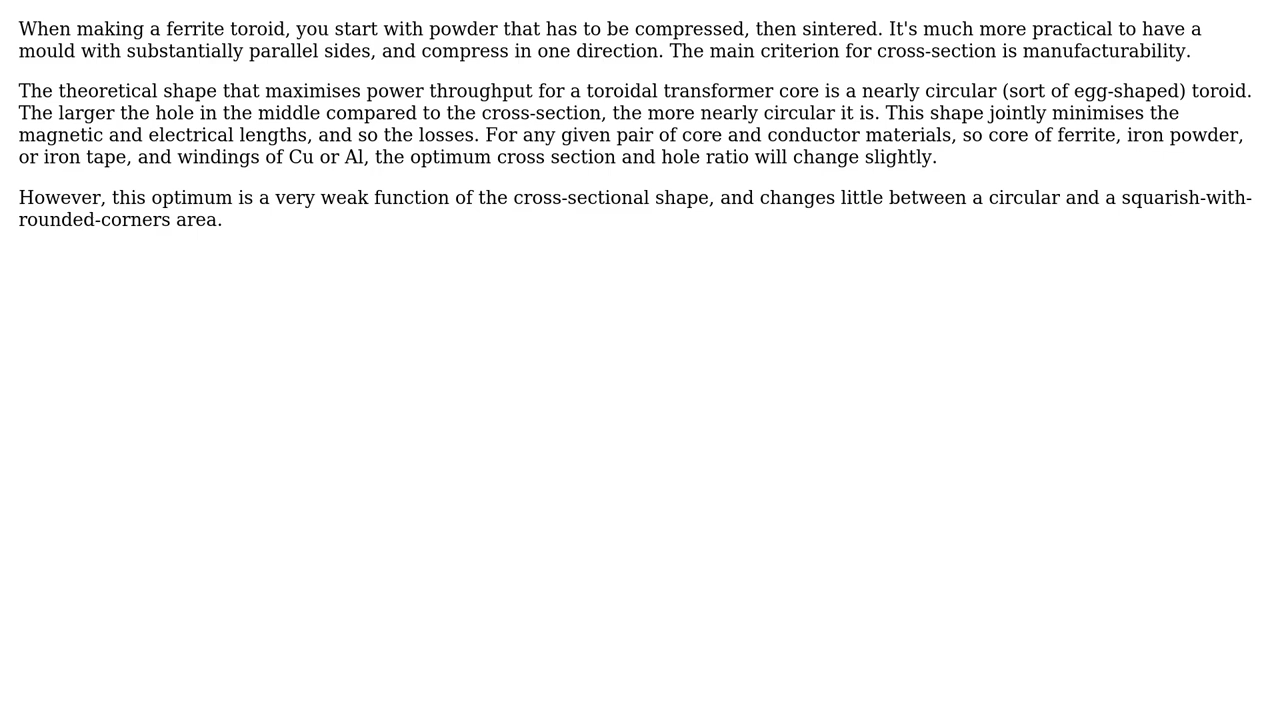 When making a ferrite toroid, you start with powder that has to be compressed, then sintered. It's much more practical to have a
mould with substantially parallel sides, and compress in one direction. The main criterion for cross-section is manufacturability.
The theoretical shape that maximises power throughput for a toroidal transformer core is a nearly circular (sort of egg-shaped) toroid.
The larger the hole in the middle compared to the cross-section, the more nearly circular it is. This shape jointly minimises the
magnetic and electrical lengths, and so the losses. For any given pair of core and conductor materials, so core of ferrite, iron powder,
or iron tape, and windings of Cu or Al, the optimum cross section and hole ratio will change slightly.
However, this optimum is a very weak function of the cross-sectional shape, and changes little between a circular and a squarish-with-
rounded-corners area.